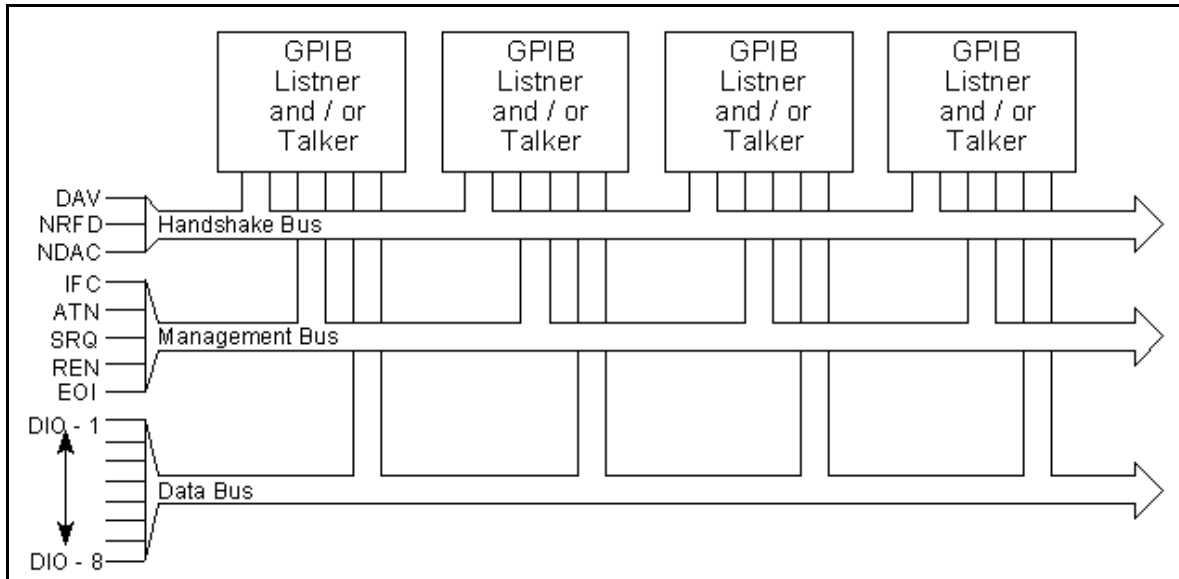 GPIB
Listner
and / or
Talker
GPIB
Listner
and / or
Talker
GPIB
Listner
and / or
Talker
GPIB
Listner
and / or
Talker
DAV
NRFD
NDAC
Handshake Bus
IFC
ATN
SRQ
REN
EOI
Management Bus
DIO - 1
Data Bus
DIO - 8